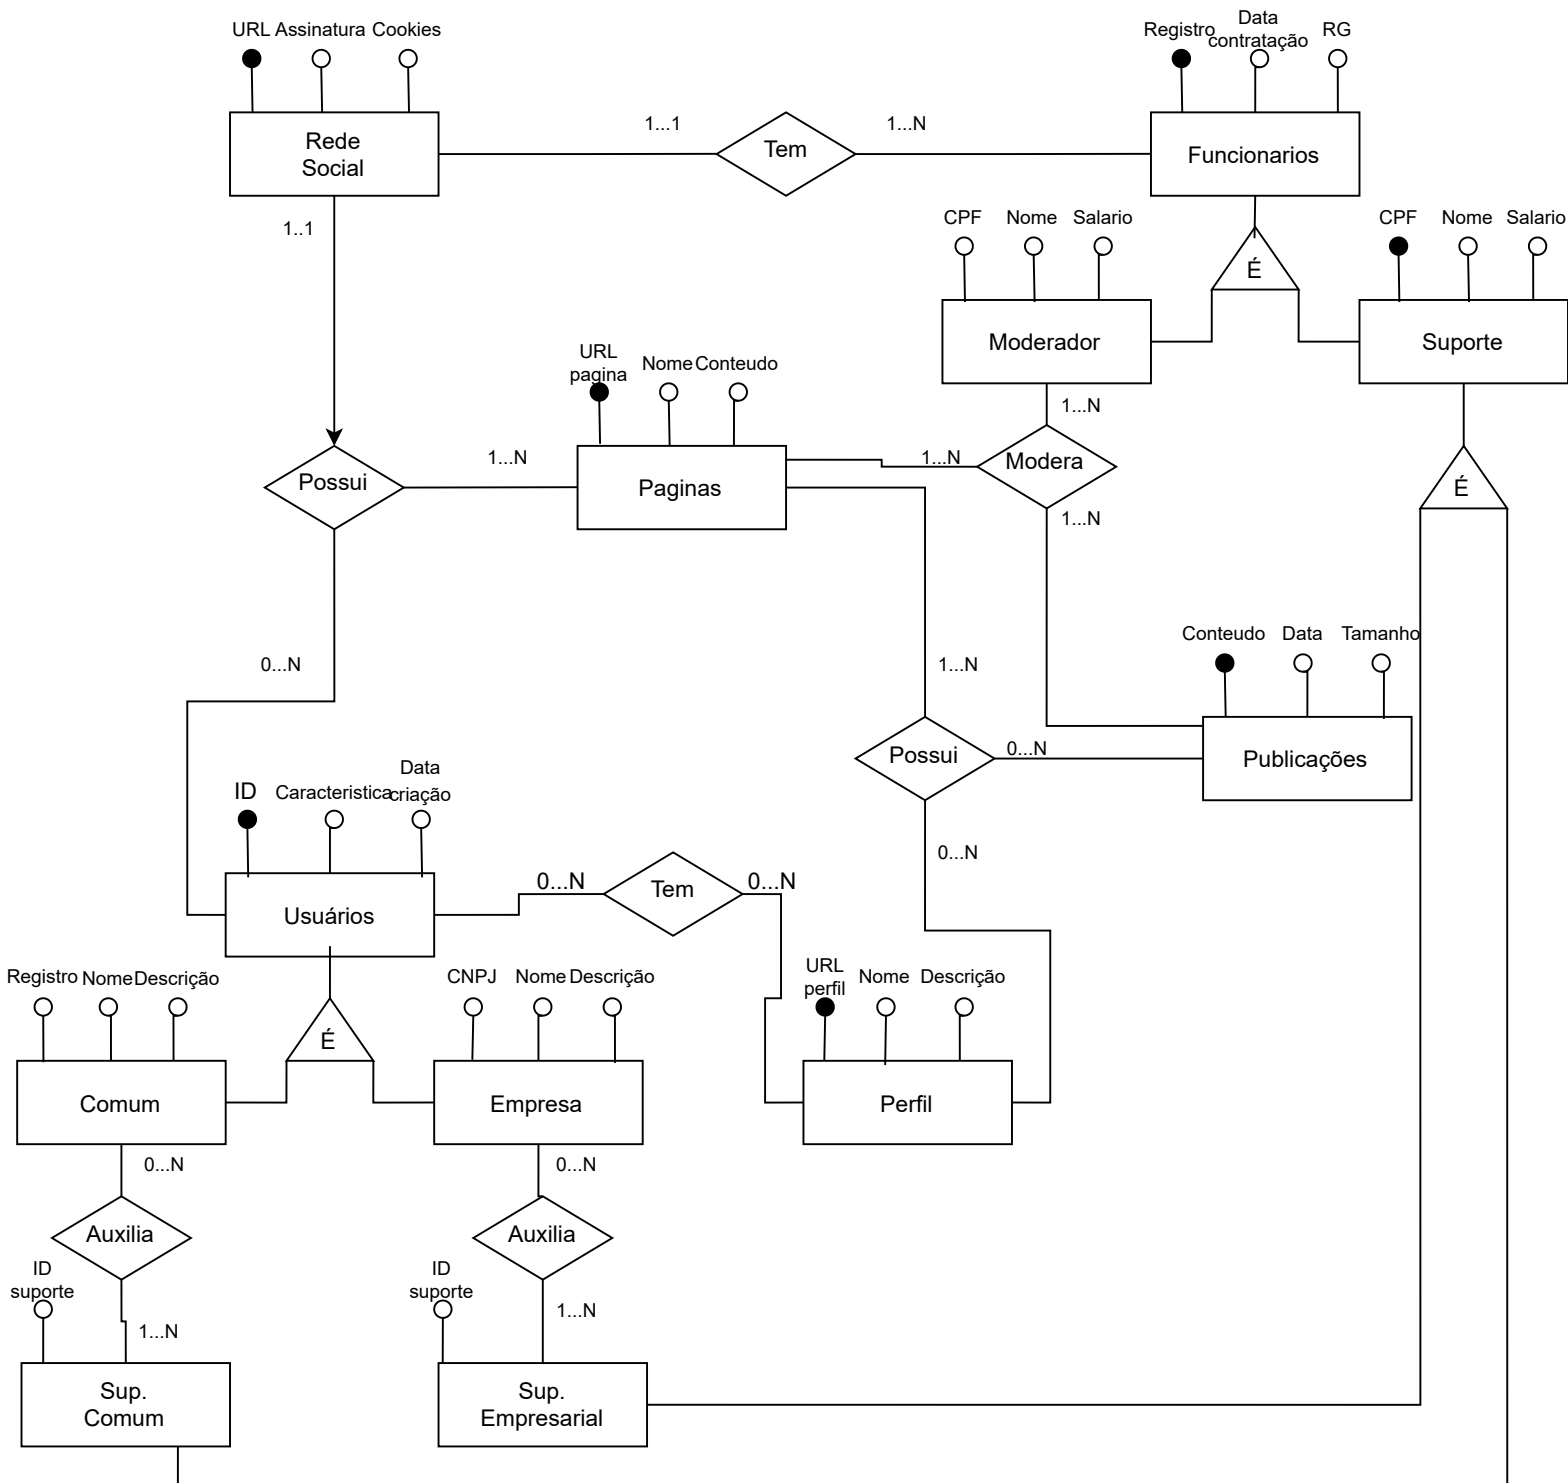 URL Assinatura Cookies
Registro
Data
contratação
RG
Rede
Social
1...1
Tem
1...N
Funcionarios
1..1
CPF Nome Salario
É
CPF Nome Salario
Moderador
Suporte
URL
pagina
Nome Conteudo
1...N
1...N
Possui
Paginas
1...N
Modera
1...N
É
Conteudo Data Tamanho
0...N
1...N
Possui
0...N
Publicações
ID
Caracteristica
Data
criação
0...N
Usuários
0...N
Tem
0...N
Registro Nome Descrição
CNPJ Nome Descrição
URL
perfil
Nome Descrição
É
Comum
Empresa
Perfil
0...N
0...N
Auxilia
Auxilia
ID
suporte
ID
suporte
1...N
1...N
Sup.
Comum
Sup.
Empresarial